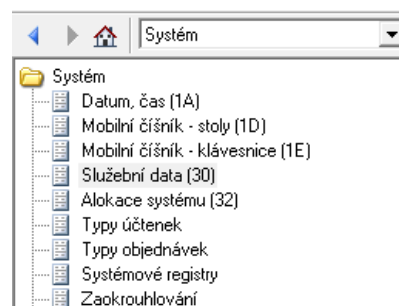 Systém
Systém
Datum, čas (1A)
Mobilní číšník - stoly (1D)
Mobilní číšník - klávesnice (1E)
Služební data (30)
Alokace systému (32)
Typy účtenek
Typy objednávek
Systémové registry
Zaokrouhlování